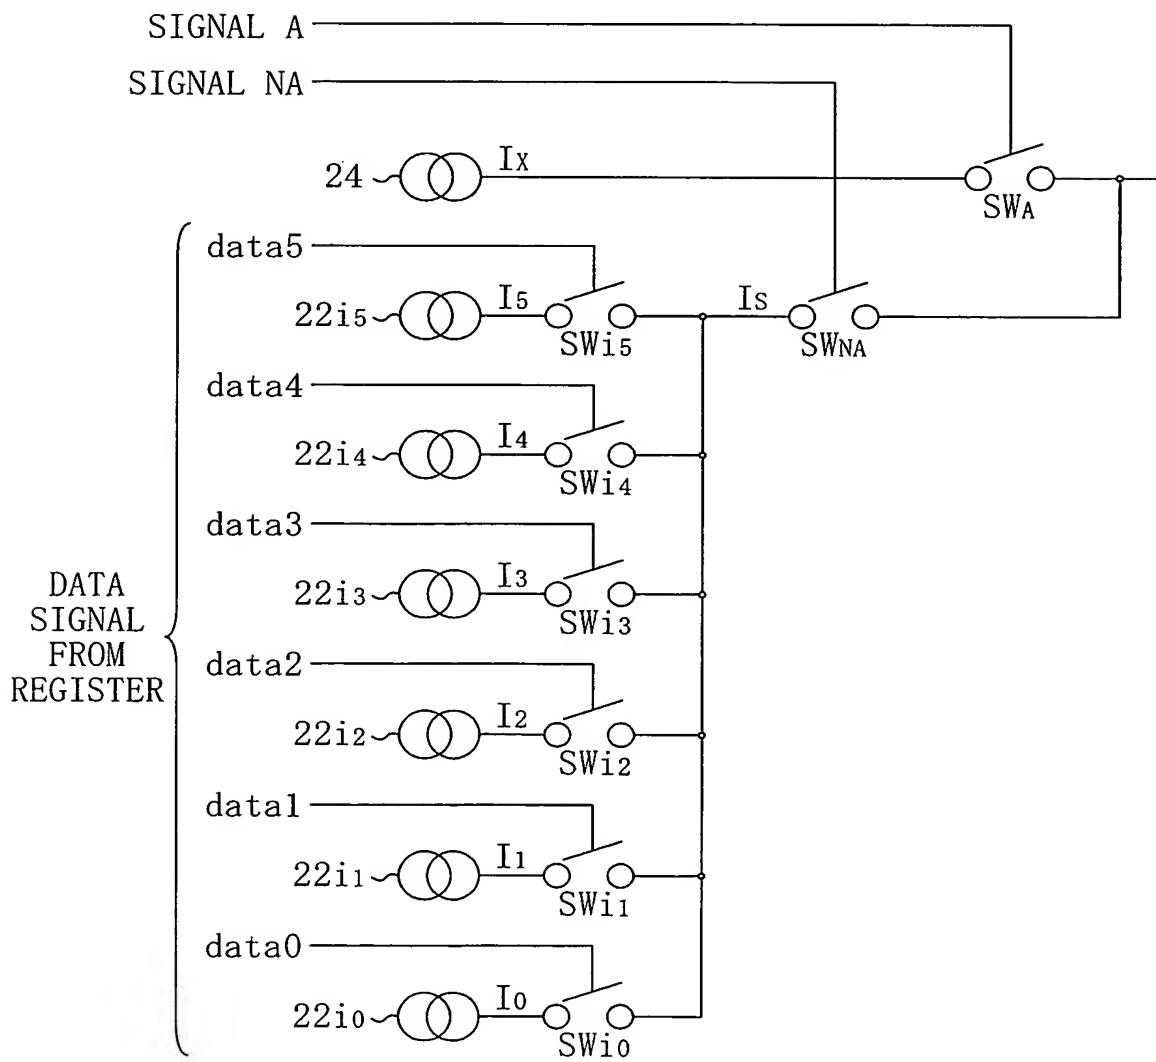 SIGNAL A
SIGNAL NA
24
IX
SWA
data5
22i5
I5
SWi5
IS
SWNA
data4
22i4
I4
SWi4
data3
22i3
I3
SWi3
DATA
SIGNAL
FROM
REGISTER
data2
22i2
I2
SWi2
data1
22i1
I1
SWi1
data0
22i0
I0
SWi0